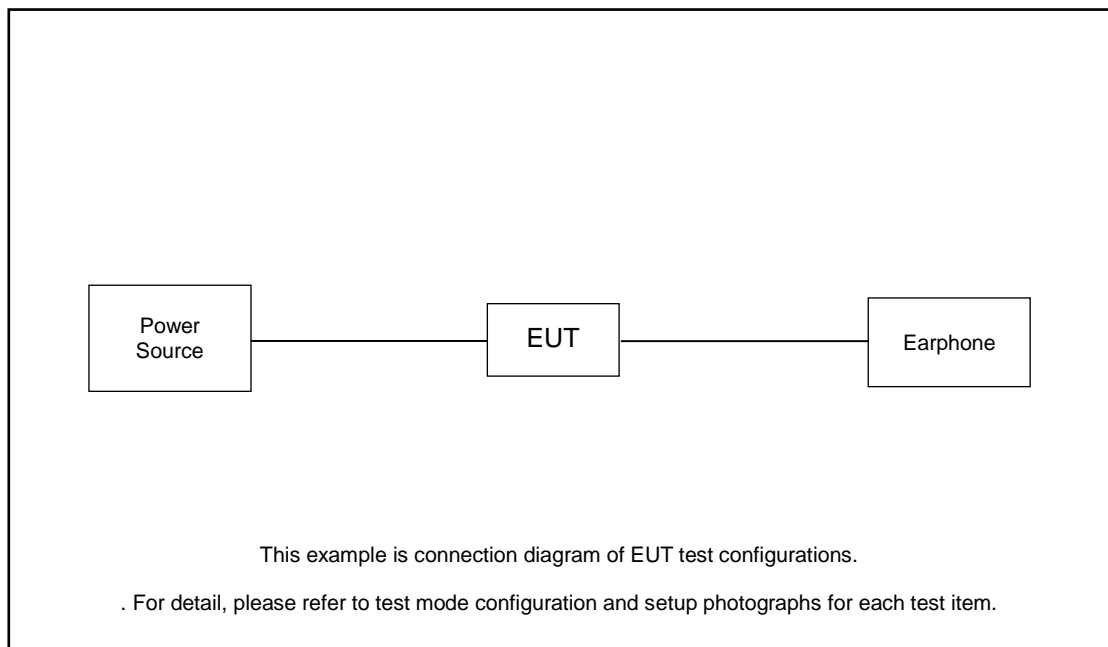 Power
Source
EUT
Earphone
This example is connection diagram of EUT test configurations.
. For detail, please refer to test mode configuration and setup photographs for each test item.